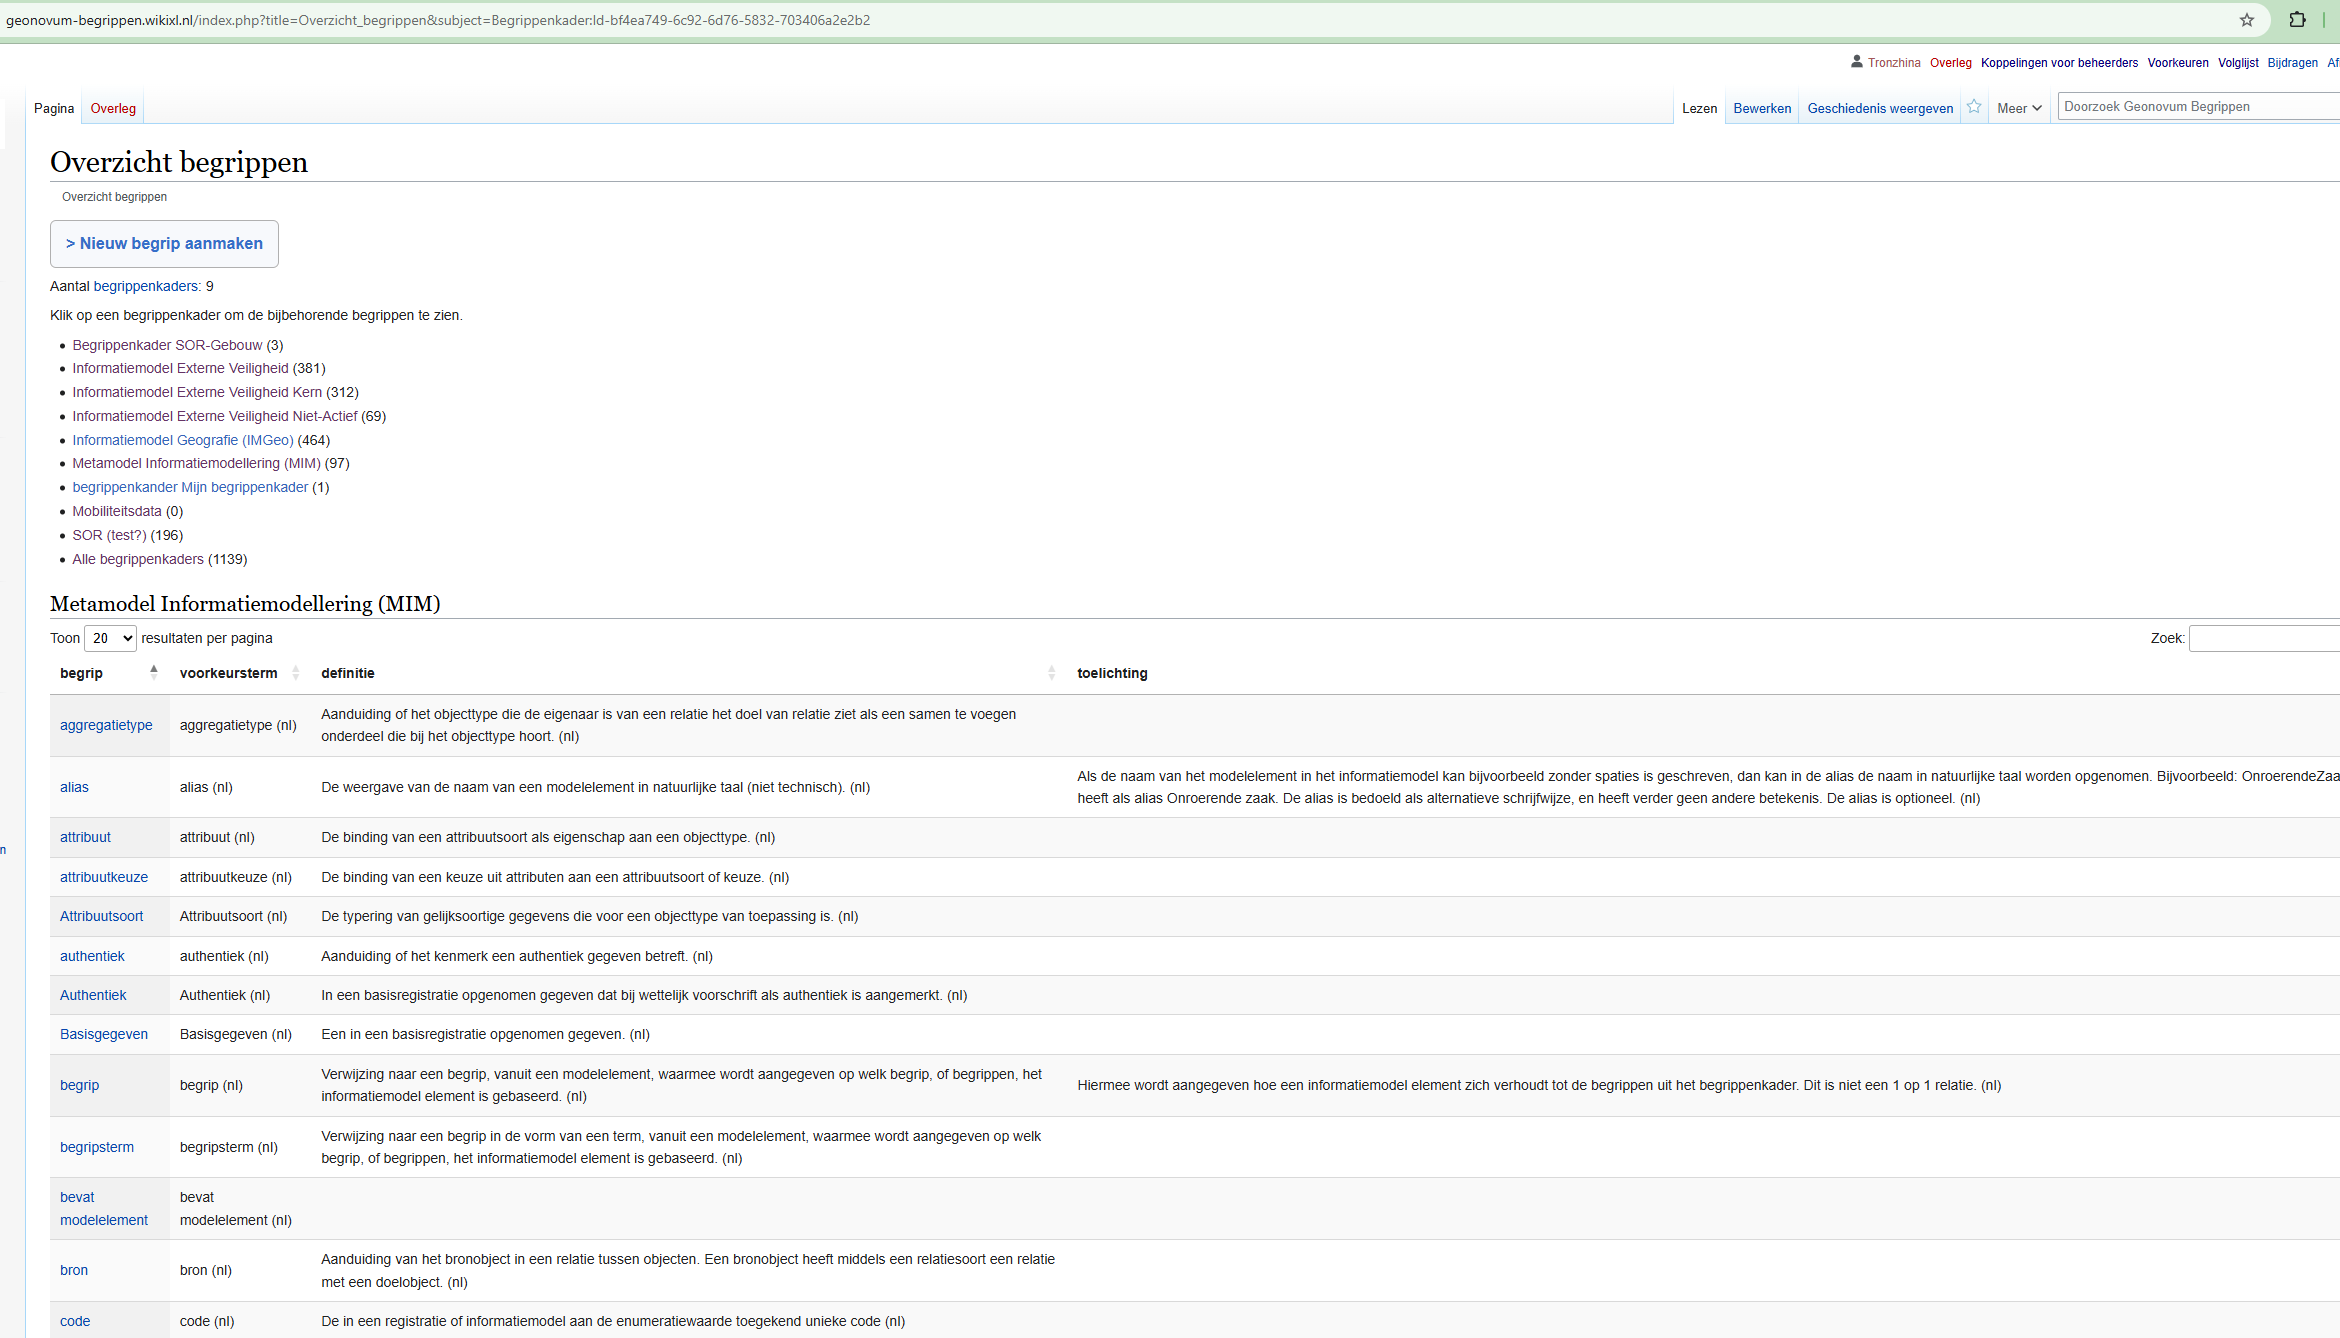 geonovum-begrippen.wikixl.nl/index.php?title=Overzicht_begrippen&subject=Begrippenkader:Id-bf4ea749-6c92-6d76-5832-703406a2e2b2
Tronzhina Overleg Koppelingen voor beheerders Voorkeuren Volglijst Bijdragen Af
Pagina Overleg Lezen Bewerken Geschiedenis weergeven Meer Doorzoek Geonovum Begrippen
Overzicht begrippen
Overzicht begrippen
> Nieuw begrip aanmaken
Aantal begrippenkaders: 9
Klik op een begrippenkader om de bijbehorende begrippen te zien.
Begrippenkader SOR-Gebouw (3)
Informatiemodel Externe Veiligheid (381)
Informatiemodel Externe Veiligheid Kern (312)
Informatiemodel Externe Veiligheid Niet-Actief (69)
Informatiemodel Geografie (IMGeo) (464)
Metamodel Informatiemodellering (MIM) (97)
begrippenkander Mijn begrippenkader (1)
Mobiliteitsdata (0)
SOR (test?) (196)
Alle begrippenkaders (1139)
Metamodel Informatiemodellering (MIM)
Toon 20 resultaten per pagina Zoek:
begrip voorkeursterm definitie toelichting
aggregatietype aggregatietype (nl) Aanduiding of het objecttype die de eigenaar is van een relatie het doel van relatie ziet als een samen te voegen
onderdeel die bij het objecttype hoort. (nl)
alias alias (nl) De weergave van de naam van een modelelement in natuurlijke taal (niet technisch). (nl) Als de naam van het modelelement in het informatiemodel kan bijvoorbeeld zonder spaties is geschreven, dan kan in de alias de naam in natuurlijke taal worden opgenomen. Bijvoorbeeld: OnroerendeZaa
heeft als alias Onroerende zaak. De alias is bedoeld als alternatieve schrijfwijze, en heeft verder geen andere betekenis. De alias is optioneel. (nl)
attribuut attribuut (nl) De binding van een attribuutsoort als eigenschap aan een objecttype. (nl)
n
attribuutkeuze attribuutkeuze (nl) De binding van een keuze uit attributen aan een attribuutsoort of keuze. (nl)
Attribuutsoort Attribuutsoort (nl) De typering van gelijksoortige gegevens die voor een objecttype van toepassing is. (nl)
authentiek authentiek (nl) Aanduiding of het kenmerk een authentiek gegeven betreft. (nl)
Authentiek Authentiek (nl) In een basisregistratie opgenomen gegeven dat bij wettelijk voorschrift als authentiek is aangemerkt. (nl)
Basisgegeven Basisgegeven (nl) Een in een basisregistratie opgenomen gegeven. (nl)
begrip begrip (nl) Verwijzing naar een begrip, vanuit een modelelement, waarmee wordt aangegeven op welk begrip, of begrippen, het
informatiemodel element is gebaseerd. (nl) Hiermee wordt aangegeven hoe een informatiemodel element zich verhoudt tot de begrippen uit het begrippenkader. Dit is niet een 1 op 1 relatie. (nl)
begripsterm begripsterm (nl) Verwijzing naar een begrip in de vorm van een term, vanuit een modelelement, waarmee wordt aangegeven op welk
begrip, of begrippen, het informatiemodel element is gebaseerd. (nl)
bevat bevat
modelelement modelelement (nl)
bron bron (nl) Aanduiding van het bronobject in een relatie tussen objecten. Een bronobject heeft middels een relatiesoort een relatie
met een doelobject. (nl)
code code (nl) De in een registratie of informatiemodel aan de enumeratiewaarde toegekend unieke code (nl)